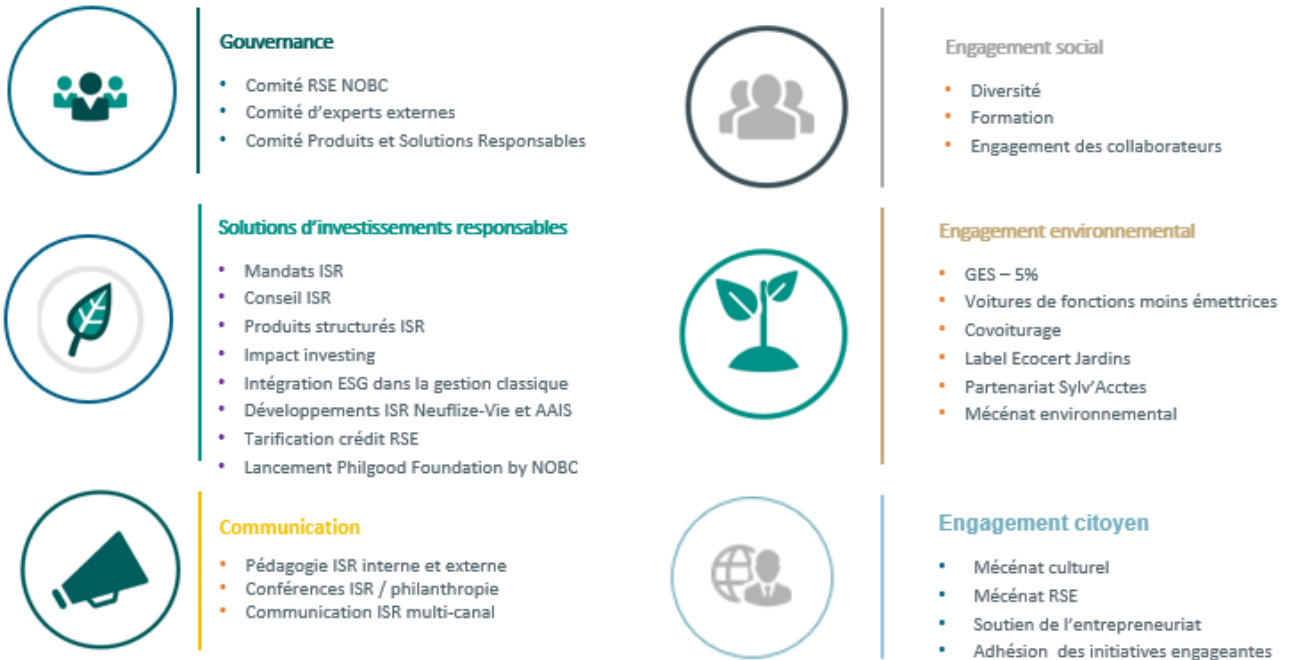 Gouvernance
• Comité RSE NOBC
• Comité d'experts externes
• Comité Produits et Solutions Responsables
Solutions d'investissements responsables
• Mandats ISR
• Conseil ISR
• Produits structurés ISR
• Impact investing
• Intégration ESG dans la gestion classique
• Développements ISR Neuflize-Vie et AAIS
• Tarification crédit RSE
• Lancement Philgood Foundation by NOBC
Communication
• Pédagogie ISR interne et externe
• Conférences ISR / philanthropie
• Communication ISR multi-canal
Engagement social
• Diversité
• Formation
• Engagement des collaborateurs
Engagement environnemental
• GES – 5%
• Voitures de fonctions moins émettrices
• Covoiturage
• Label Ecocert Jardins
• Partenariat Sylv'Acctes
• Mécénat environnemental
Engagement citoyen
• Mécénat culturel
• Mécénat RSE
• Soutien de l'entrepreneuriat
• Adhésion des initiatives engageantes